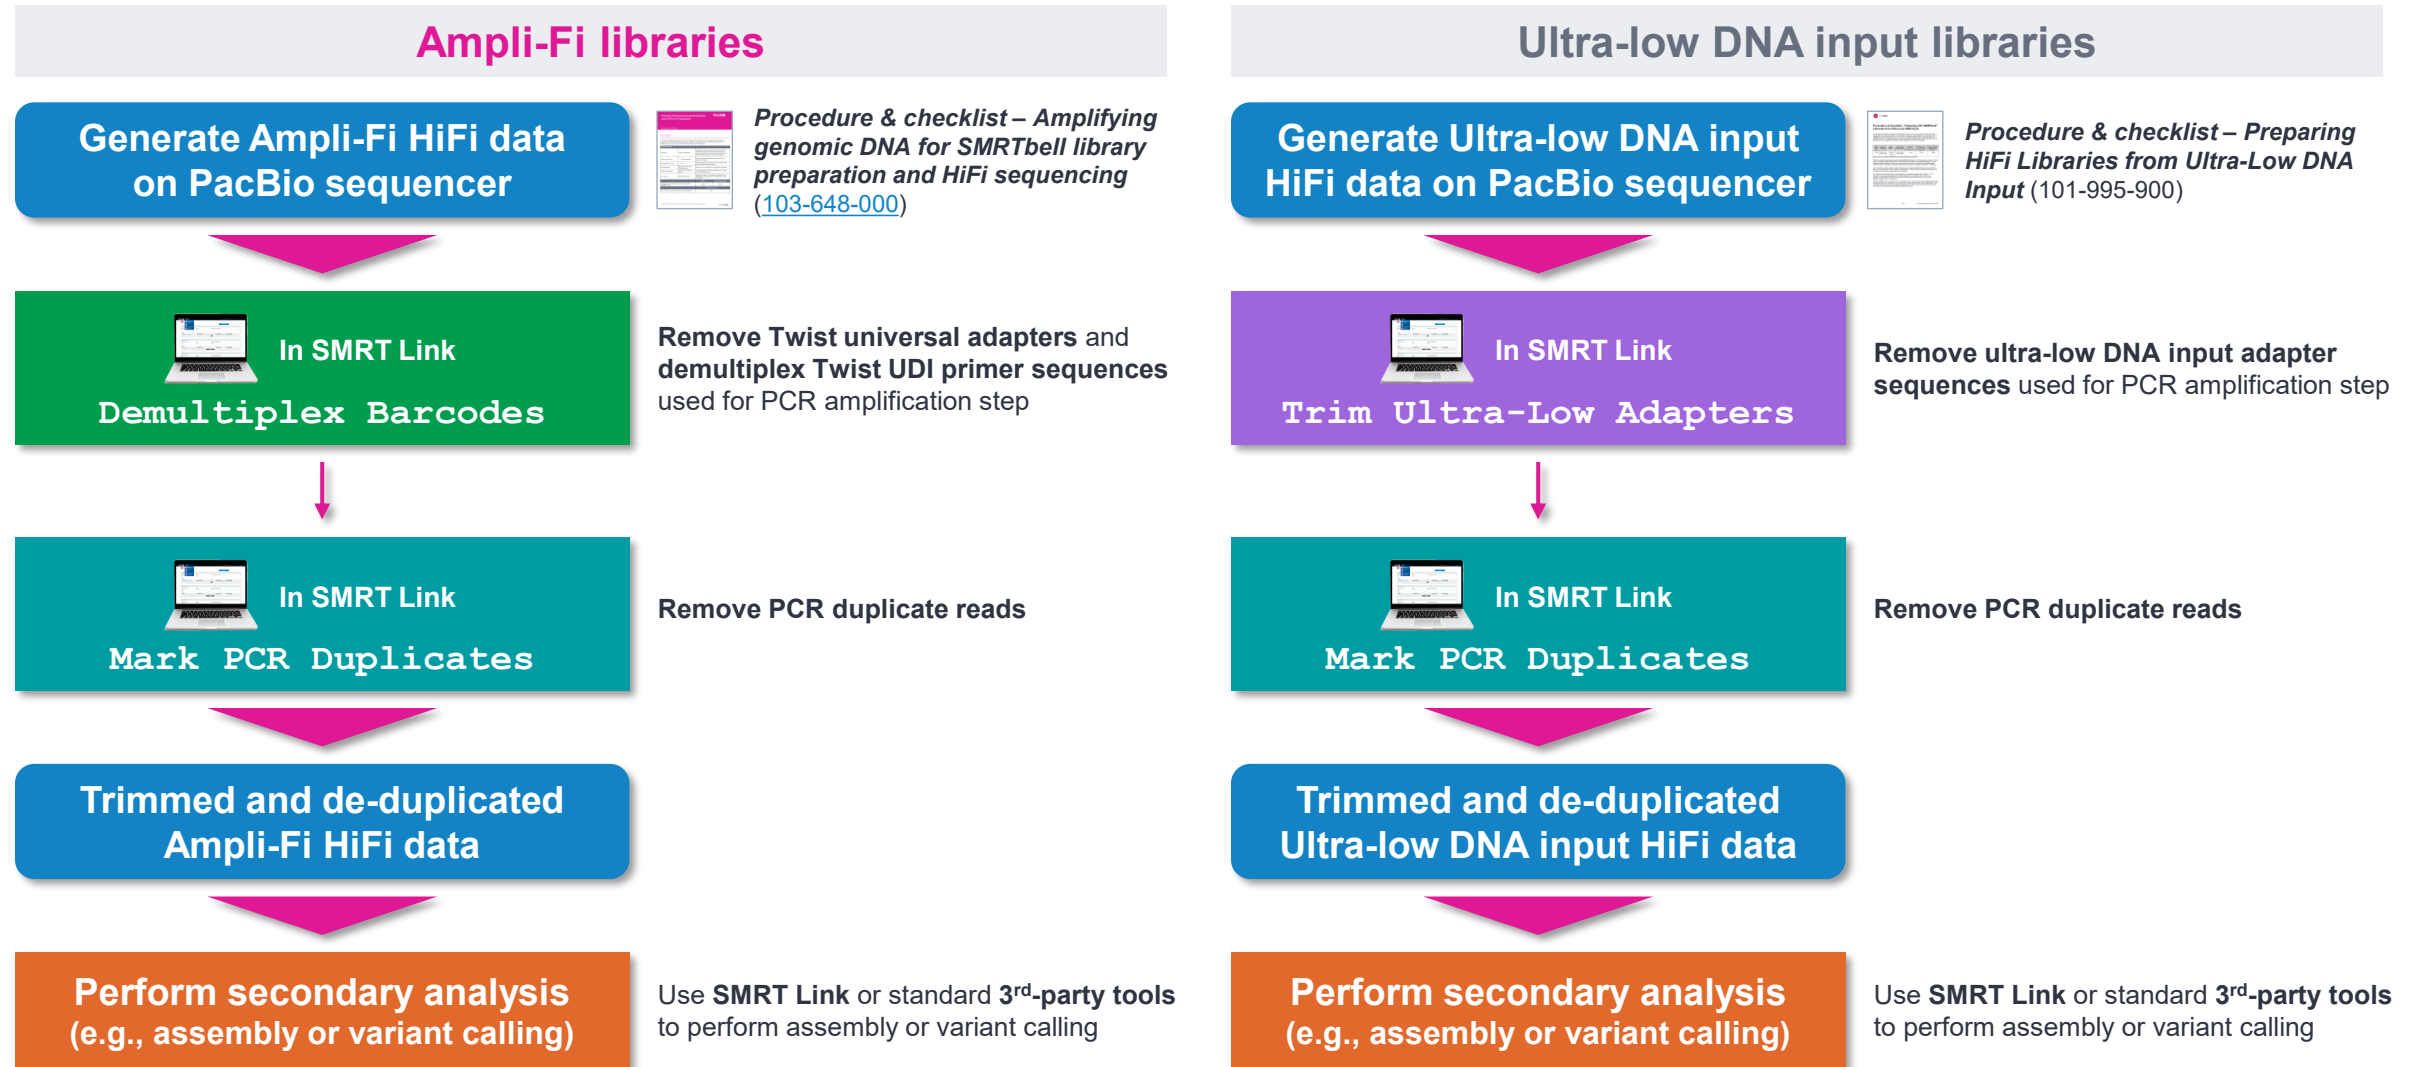 Ampli-Fi libraries
Generate Ampli-Fi HiFi data
on PacBio sequencer
Procedure & checklist – Amplifying
genomic DNA for SMRTbell library
preparation and HiFi sequencing
(103-648-000)
In SMRT Link
Demultiplex Barcodes
Remove Twist universal adapters and
demultiplex Twist UDI primer sequences
used for PCR amplification step
In SMRT Link
Mark PCR Duplicates
Remove PCR duplicate reads
Trimmed and de-duplicated
Ampli-Fi HiFi data
Perform secondary analysis
(e.g., assembly or variant calling)
Use SMRT Link or standard 3rd-party tools
to perform assembly or variant calling
Ultra-low DNA input libraries
Generate Ultra-low DNA input
HiFi data on PacBio sequencer
Procedure & checklist – Preparing
HiFi Libraries from Ultra-Low DNA
Input (101-995-900)
In SMRT Link
Trim Ultra-Low Adapters
Remove ultra-low DNA input adapter
sequences used for PCR amplification step
In SMRT Link
Mark PCR Duplicates
Remove PCR duplicate reads
Trimmed and de-duplicated
Ultra-low DNA input HiFi data
Perform secondary analysis
(e.g., assembly or variant calling)
Use SMRT Link or standard 3rd-party tools
to perform assembly or variant calling